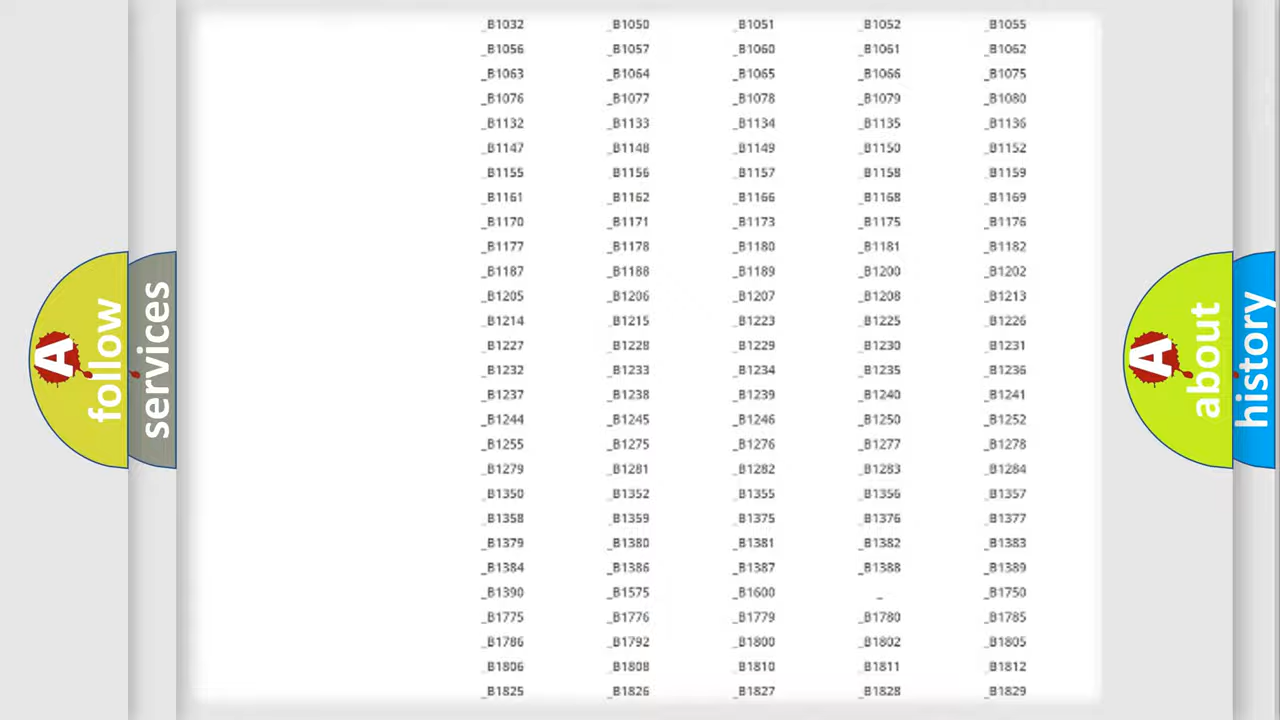 _B1032 _B1050 _B1051 _B1052 _B1055
_B1056 _B1057 _B1060 _B1061 _B1062
_B1063 _B1064 _B1065 _B1066 _B1075
_B1076 _B1077 _B1078 _B1079 _B1080
_B1132 _B1133 _B1134 _B1135 _B1136
_B1147 _B1148 _B1149 _B1150 _B1152
_B1155 _B1156 _B1157 _B1158 _B1159
_B1161 _B1162 _B1166 _B1168 _B1169
_B1170 _B1171 _B1173 _B1175 _B1176
_B1177 _B1178 _B1180 _B1181 _B1182
_B1187 _B1188 _B1189 _B1200 _B1202
_B1205 _B1206 _B1207 _B1208 _B1213
_B1214 _B1215 _B1223 _B1225 _B1226
_B1227 _B1228 _B1229 _B1230 _B1231
_B1232 _B1233 _B1234 _B1235 _B1236
_B1237 _B1238 _B1239 _B1240 _B1241
_B1244 _B1245 _B1246 _B1250 _B1252
_B1255 _B1275 _B1276 _B1277 _B1278
_B1279 _B1281 _B1282 _B1283 _B1284
_B1350 _B1352 _B1355 _B1356 _B1357
_B1358 _B1359 _B1375 _B1376 _B1377
_B1379 _B1380 _B1381 _B1382 _B1383
_B1384 _B1386 _B1387 _B1388 _B1389
_B1390 _B1575 _B1600 _ _B1750
_B1775 _B1776 _B1779 _B1780 _B1785
_B1786 _B1792 _B1800 _B1802 _B1805
_B1806 _B1808 _B1810 _B1811 _B1812
_B1825 _B1826 _B1827 _B1828 _B1829
A
follow
services
A
about
history